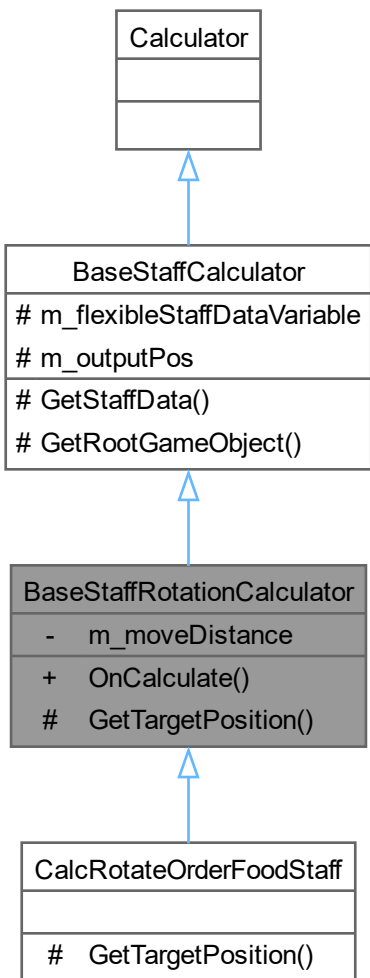 Calculator
BaseStaffCalculator
# m_flexibleStaffDataVariable
# m_outputPos
# GetStaffData()
# GetRootGameObject()
BaseStaffRotationCalculator
- m_moveDistance
+ OnCalculate()
# GetTargetPosition()
CalcRotateOrderFoodStaff
# GetTargetPosition()